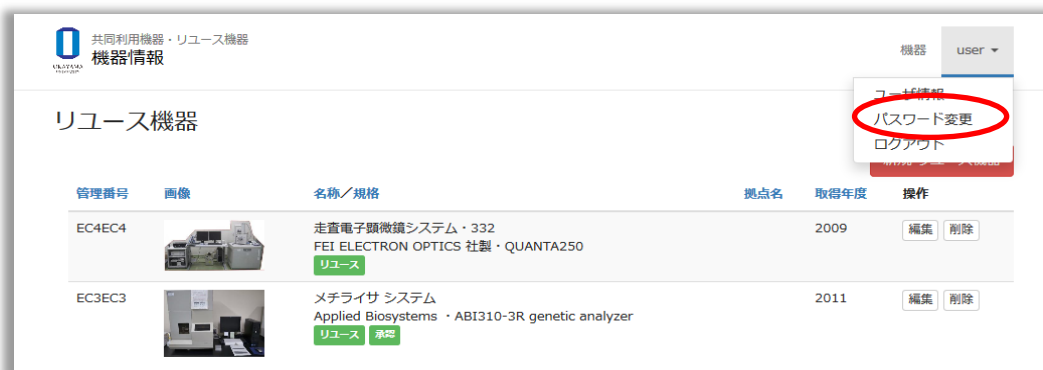 共同利用機器・リユース機器
機器情報
OKAYAMA
機器
user
ユーザ情報
パスワード変更
ログアウト
リユース機器
管理番号 画像 名称／規格 拠点名 取得年度 操作
EC4EC4 走査電子顕微鏡システム・332 2009 編集 削除
FEI ELECTRON OPTICS 社製・QUANTA250
リユース
EC3EC3 メチライサ システム 2011 編集 削除
Applied Biosystems ・ABI310-3R genetic analyzer
リユース 承認